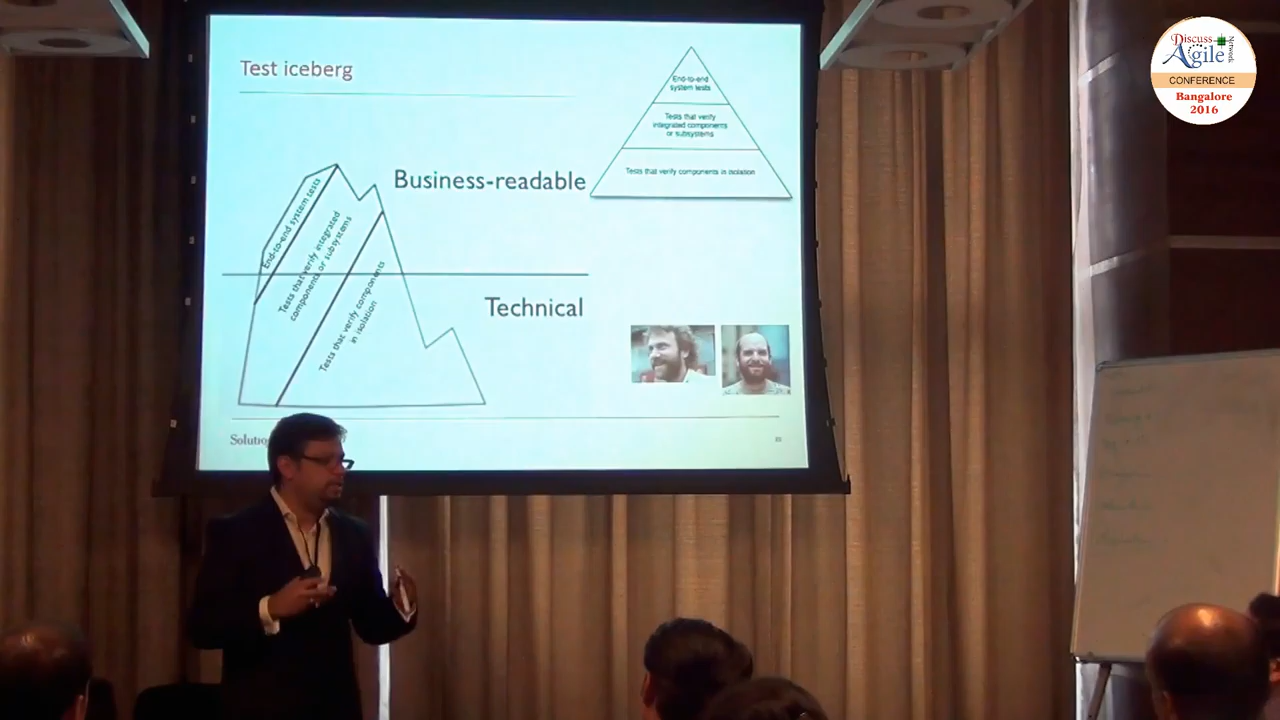 Test iceberg
End-to-end
system tests
Tests that verify
integrated components
or subsystems
Tests that verify components in isolation
Business-readable
End-to-end system tests
Tests that verify integrated
components or subsystems
Tests that verify components
in isolation
Technical
Discuss
Agile
Network
CONFERENCE
Bangalore
2016